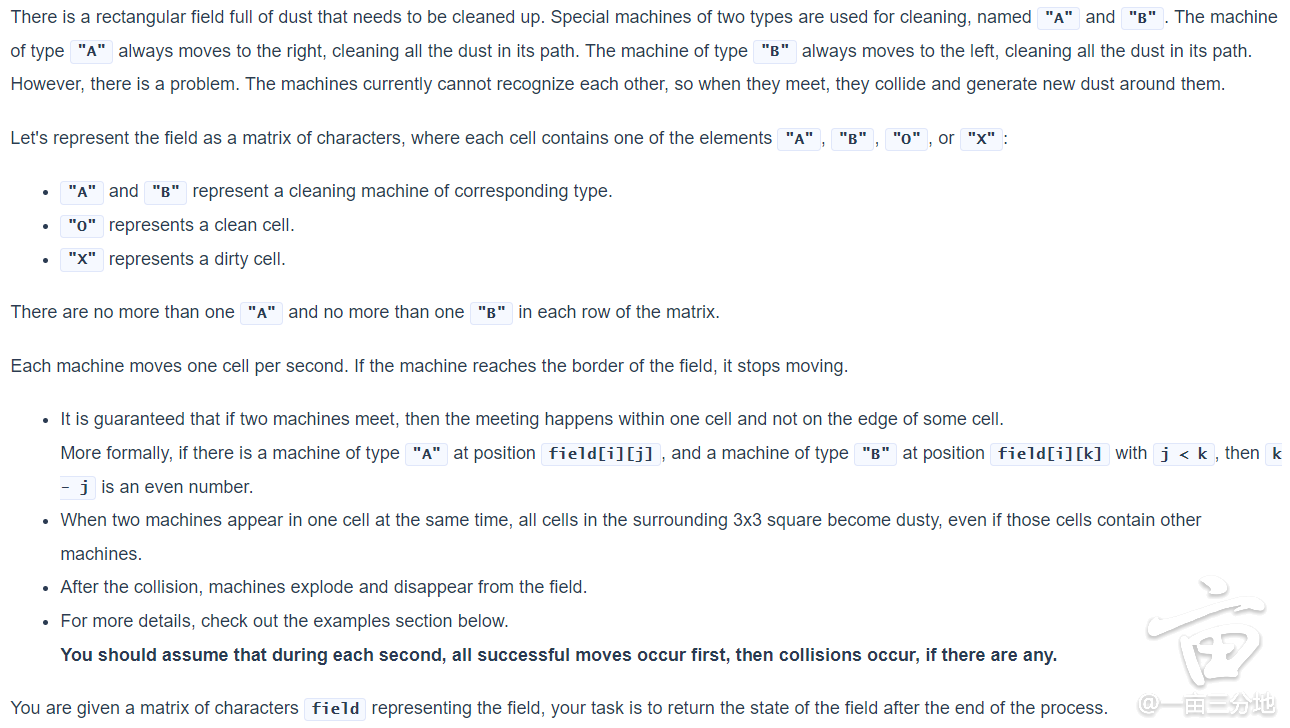 There is a rectangular field full of dust that needs to be cleaned up. Special machines of two types are used for cleaning, named "A" and "B". The machine
of type "A" always moves to the right, cleaning all the dust in its path. The machine of type "B" always moves to the left, cleaning all the dust in its path.
However, there is a problem. The machines currently cannot recognize each other, so when they meet, they collide and generate new dust around them.
Let's represent the field as a matrix of characters, where each cell contains one of the elements "A", "B", "O", or "X":
• "A" and "B" represent a cleaning machine of corresponding type.
• "O" represents a clean cell.
• "X" represents a dirty cell.
There are no more than one "A" and no more than one "B" in each row of the matrix.
Each machine moves one cell per second. If the machine reaches the border of the field, it stops moving.
• It is guaranteed that if two machines meet, then the meeting happens within one cell and not on the edge of some cell.
More formally, if there is a machine of type "A" at position field[i][j], and a machine of type "B" at position field[i][k] with j < k, then k
- j is an even number.
• When two machines appear in one cell at the same time, all cells in the surrounding 3x3 square become dusty, even if those cells contain other
machines.
• After the collision, machines explode and disappear from the field.
• For more details, check out the examples section below.
You should assume that during each second, all successful moves occur first, then collisions occur, if there are any.
You are given a matrix of characters field representing the field, your task is to return the state of the field after the end of the process.
亩
@一亩三分地